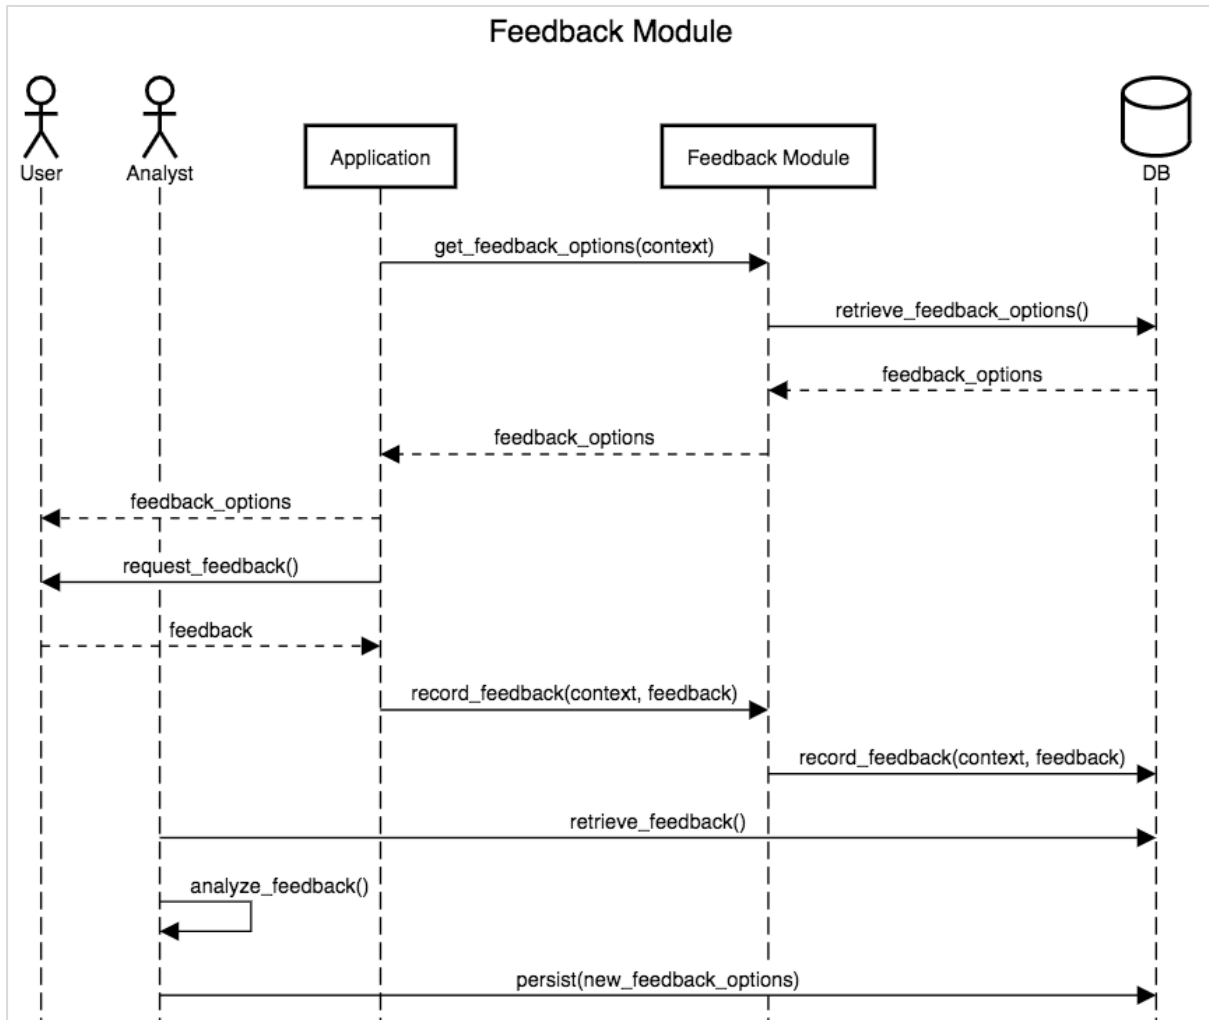 Feedback Module
User
Analyst
Application
Feedback Module
DB
get_feedback_options(context)
retrieve_feedback_options()
feedback_options
feedback_options
feedback_options
request_feedback()
feedback
record_feedback(context, feedback)
record_feedback(context, feedback)
retrieve_feedback()
analyze_feedback()
persist(new_feedback_options)